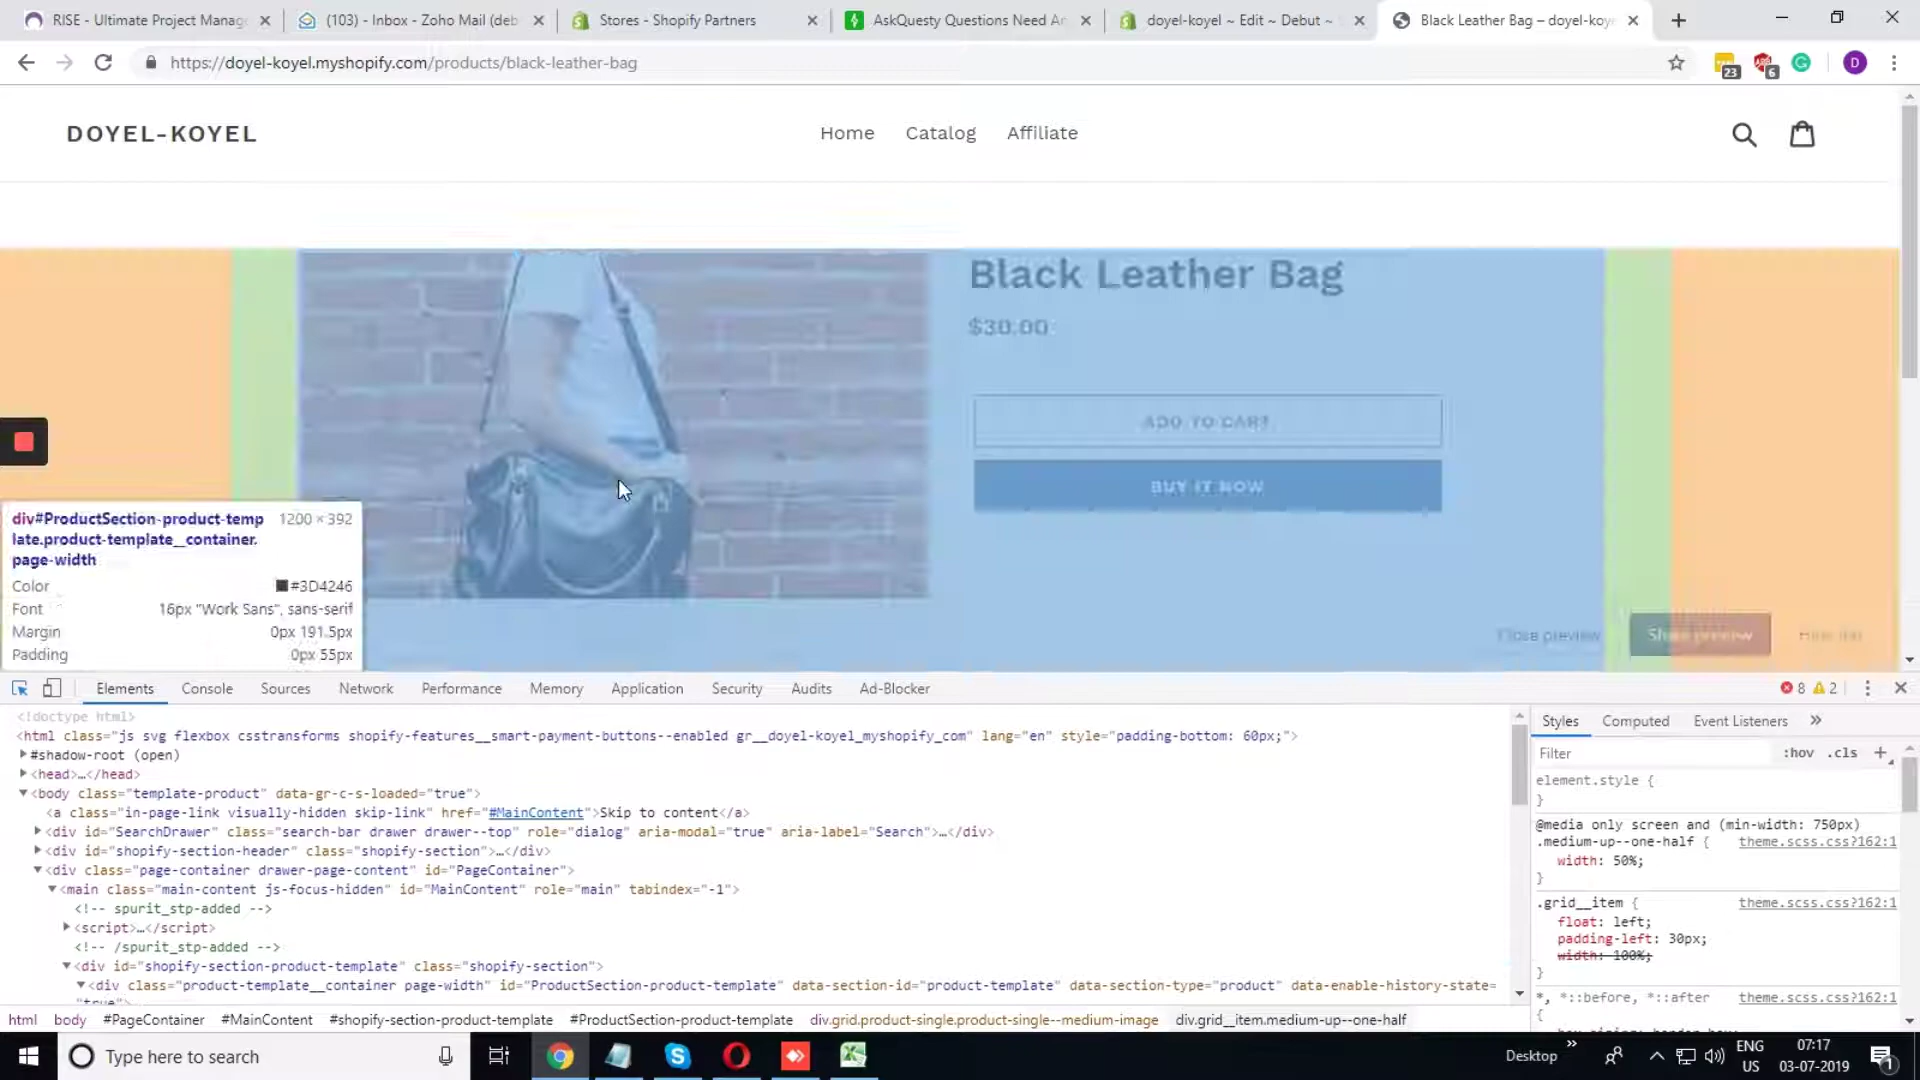 RISE - Ultimate Project Manag
(103) - Inbox - Zoho Mail (deb
Stores - Shopify Partners
AskQuesty Questions Need An
doyel-koyel ~ Edit ~ Debut ~
Black Leather Bag – doyel-koye
https://doyel-koyel.myshopify.com/products/black-leather-bag
23
6
D
DOYEL-KOYEL
Home
Catalog
Affiliate
Black Leather Bag
$30.00
ADD TO CART
BUY IT NOW
Close preview
Share preview
Hide bar
div#ProductSection-product-temp
late.product-template__container.
page-width
1200 × 392
Color
#3D4246
Font
16px "Work Sans", sans-serif
Margin
0px 191.5px
Padding
0px 55px
Elements
Console
Sources
Network
Performance
Memory
Application
Security
Audits
Ad-Blocker
8
2
<!doctype html>
<html class="js svg flexbox csstransforms shopify-features__smart-payment-buttons--enabled gr__doyel-koyel_myshopify_com" lang="en" style="padding-bottom: 60px;">
#shadow-root (open)
<head>…</head>
<body class="template-product" data-gr-c-s-loaded="true">
<a class="in-page-link visually-hidden skip-link" href="#MainContent">Skip to content</a>
<div id="SearchDrawer" class="search-bar drawer drawer--top" role="dialog" aria-modal="true" aria-label="Search">…</div>
<div id="shopify-section-header" class="shopify-section">…</div>
<div class="page-container drawer-page-content" id="PageContainer">
<main class="main-content js-focus-hidden" id="MainContent" role="main" tabindex="-1">
<!-- spurit_stp-added -->
<script>…</script>
<!-- /spurit_stp-added -->
<div id="shopify-section-product-template" class="shopify-section">
<div class="product-template__container page-width" id="ProductSection-product-template" data-section-id="product-template" data-section-type="product" data-enable-history-state=
"true">
html
body
#PageContainer
#MainContent
#shopify-section-product-template
#ProductSection-product-template
div.grid.product-single.product-single--medium-image
div.grid__item.medium-up--one-half
Styles
Computed
Event Listeners
»
Filter
:hov
.cls
+
element.style {
}
@media only screen and (min-width: 750px)
.medium-up--one-half {
theme.scss.css?162:1
width: 50%;
}
.grid__item {
theme.scss.css?162:1
float: left;
padding-left: 30px;
width: 100%;
}
*, *::before, *::after
theme.scss.css?162:1
{
Type here to search
Desktop
»
ENG
US
07:17
03-07-2019
1